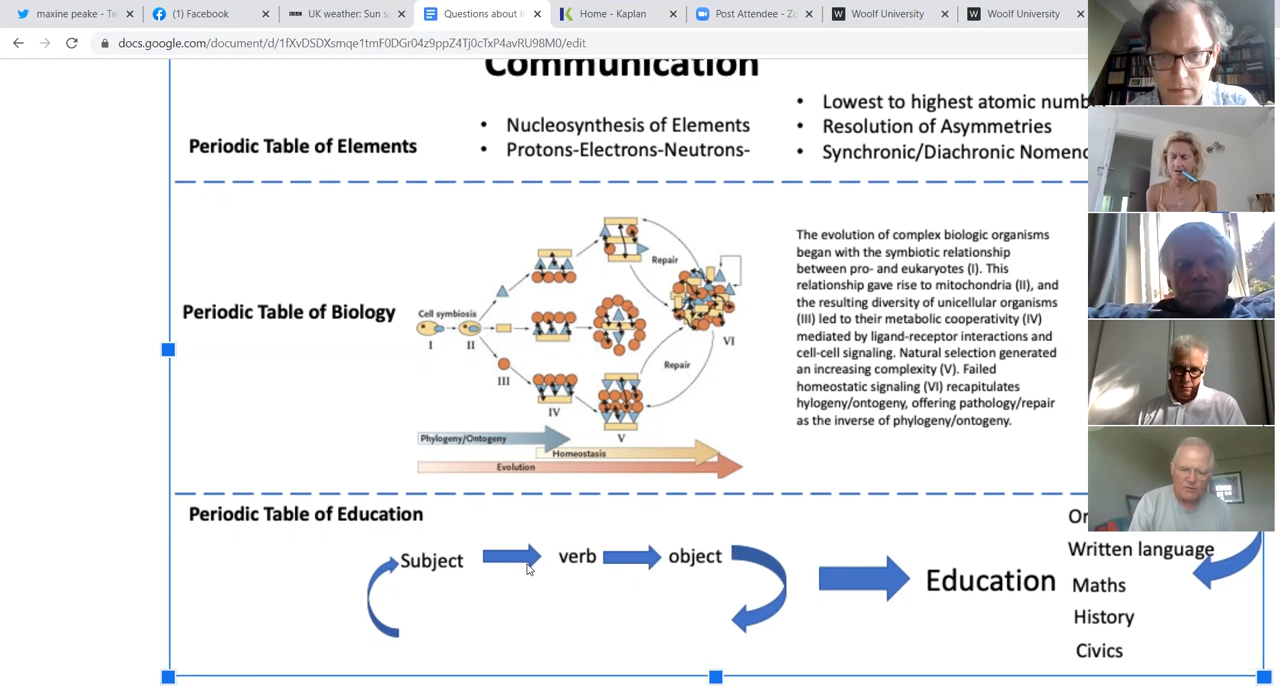 maxine peake - Tw
(1) Facebook
UK weather: Sun sa
Questions about In
Home - Kaplan
Post Attendee - Zo
Woolf University
Woolf University
docs.google.com/document/d/1fXvDSDXsmqe1tmF0DGr04z9ppZ4Tj0cTxP4avRU98M0/edit
Communication
Periodic Table of Elements
• Nucleosynthesis of Elements
• Protons-Electrons-Neutrons-
• Lowest to highest atomic numb
• Resolution of Asymmetries
• Synchronic/Diachronic Nomenc
Periodic Table of Biology
Cell symbiosis
I
II
III
IV
V
VI
Repair
Repair
Phylogeny/Ontogeny
Homeostasis
Evolution
The evolution of complex biologic organisms
began with the symbiotic relationship
between pro- and eukaryotes (I). This
relationship gave rise to mitochondria (II), and
the resulting diversity of unicellular organisms
(III) led to their metabolic cooperativity (IV)
mediated by ligand-receptor interactions and
cell-cell signaling. Natural selection generated
an increasing complexity (V). Failed
homeostatic signaling (VI) recapitulates
hylogeny/ontogeny, offering pathology/repair
as the inverse of phylogeny/ontogeny.
Periodic Table of Education
Subject
verb
object
Education
Or
Written language
Maths
History
Civics